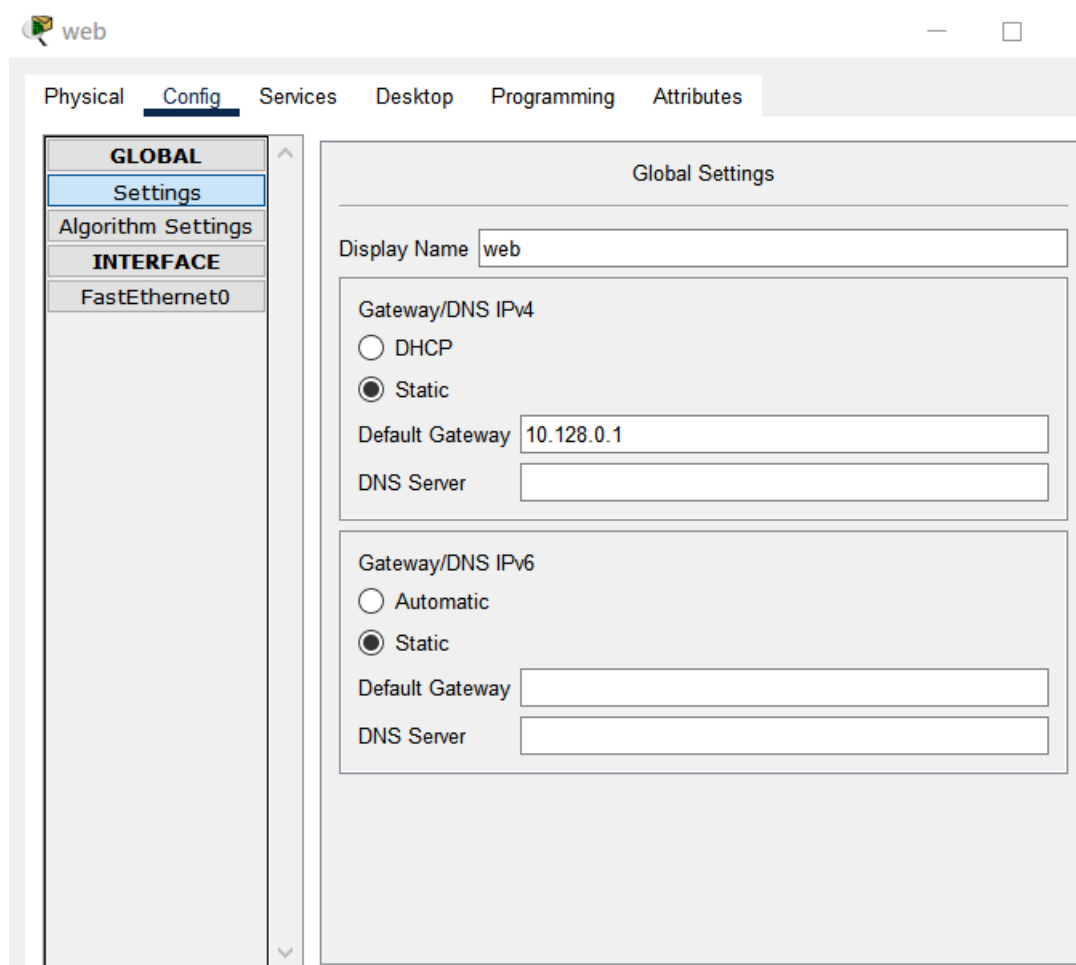 web
Physical Config Services Desktop Programming Attributes
GLOBAL
Settings
Algorithm Settings
INTERFACE
FastEthernet0
Global Settings
Display Name web
Gateway/DNS IPv4
DHCP
Static
Default Gateway 10.128.0.1
DNS Server
Gateway/DNS IPv6
Automatic
Static
Default Gateway
DNS Server